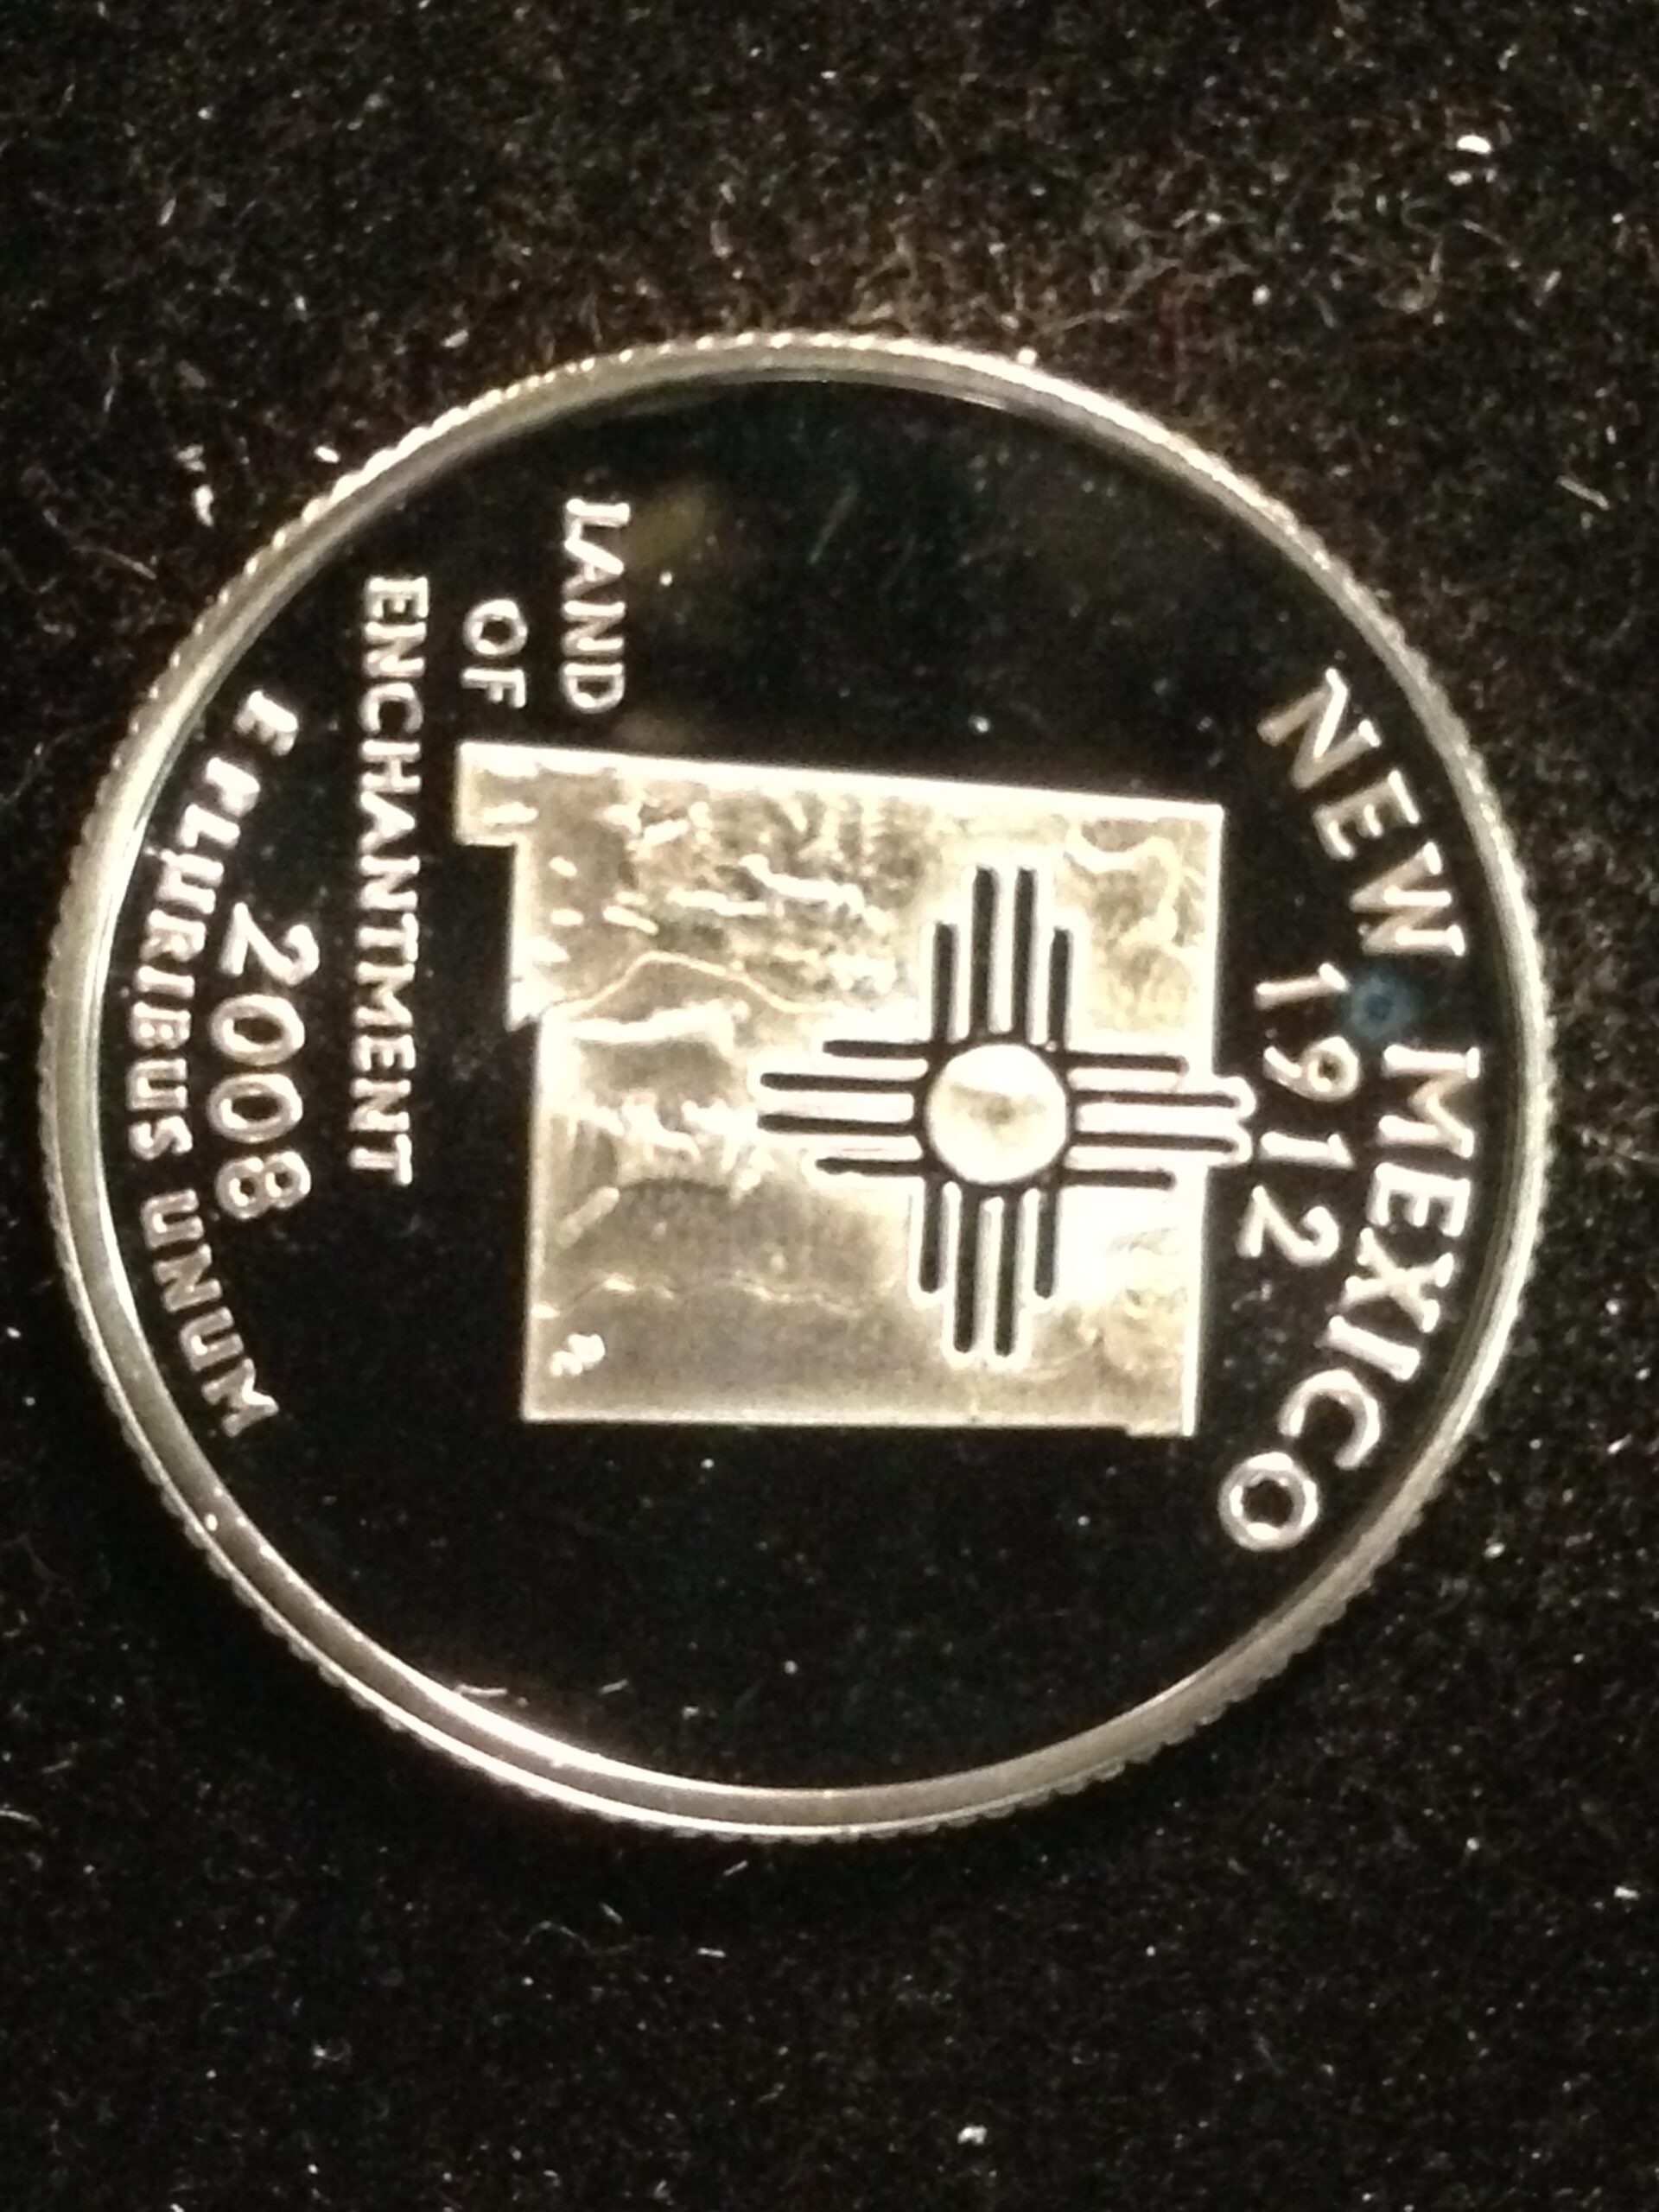 NEW MEXICO
1912
LAND
OF
ENCHANTMENT
2008
E PLURIBUS UNUM